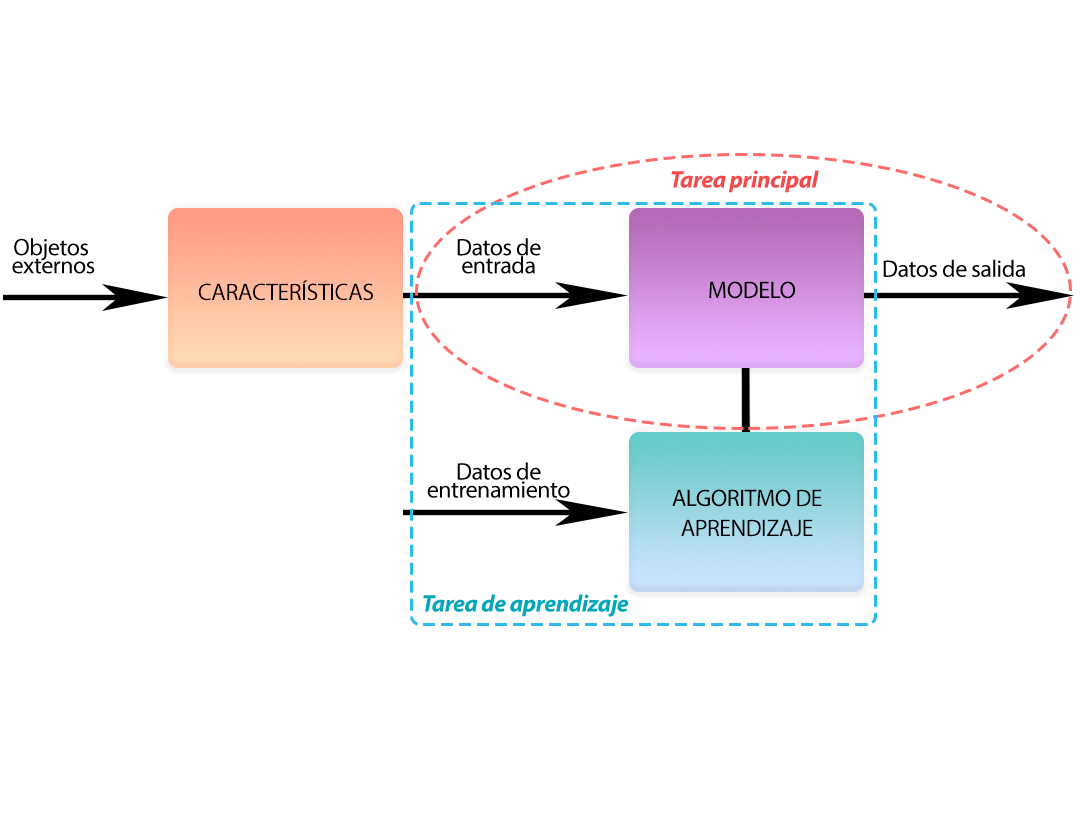 Tarea principal
Objetos
externos
CARACTERÍSTICAS
Datos de
entrada
MODELO
Datos de salida
Datos de
entrenamiento
ALGORITMO DE
APRENDIZAJE
Tarea de aprendizaje